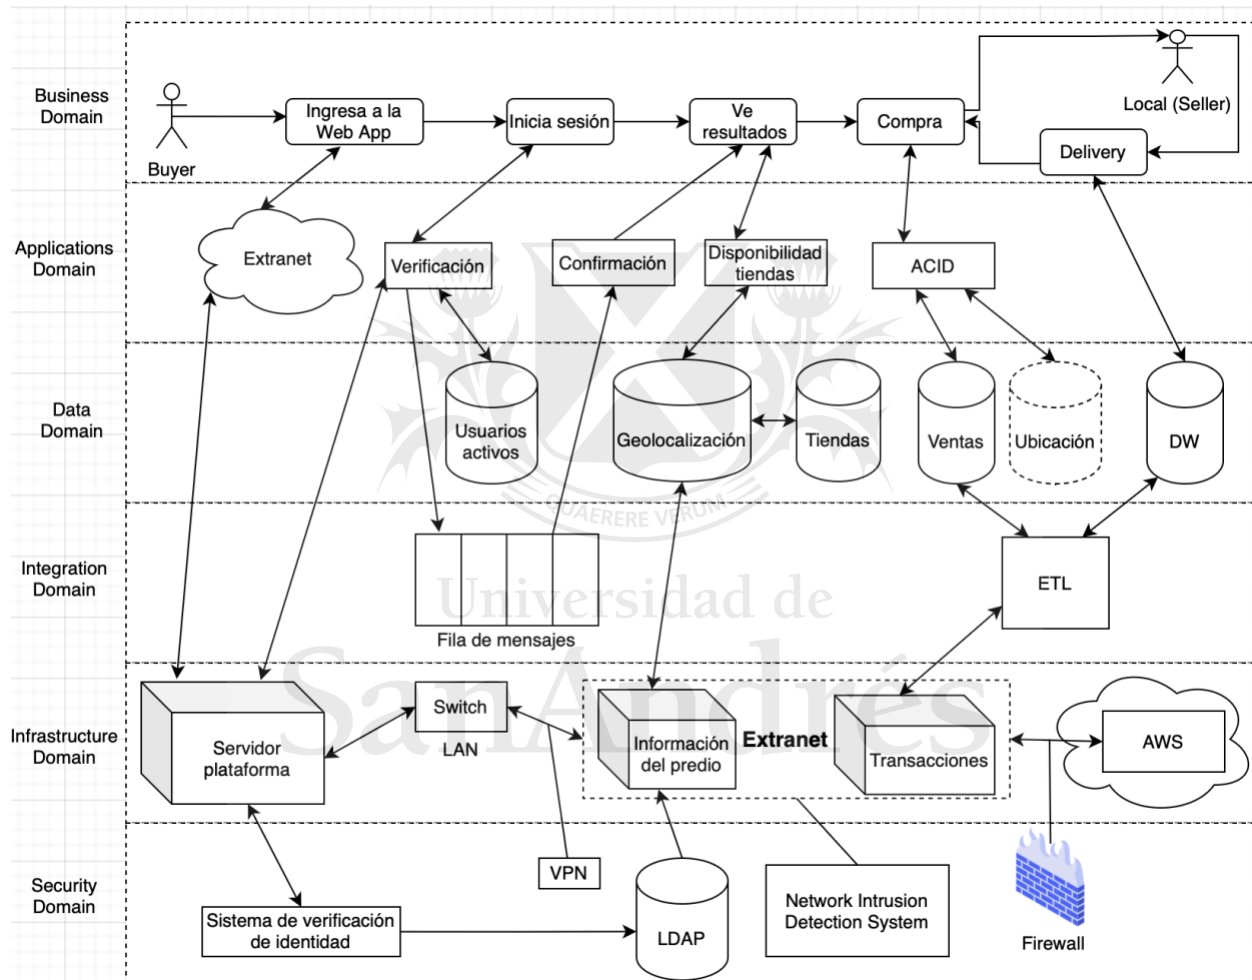 Business
Domain
Buyer
Ingresa a la
Web App
Inicia sesión
Ve
resultados
Compra
Local (Seller)
Delivery
Applications
Domain
Extranet
Verificación
Confirmación
Disponibilidad
tiendas
ACID
Data
Domain
Usuarios
activos
Geolocalización
Tiendas
Ventas
Ubicación
DW
QUAERERE VERUM
Integration
Domain
Fila de mensajes
ETL
Universidad de
SanAndrés
Infrastructure
Domain
Servidor
plataforma
Switch
LAN
Información
del predio
Extranet
Transacciones
AWS
Security
Domain
Sistema de verificación
de identidad
VPN
LDAP
Network Intrusion
Detection System
Firewall